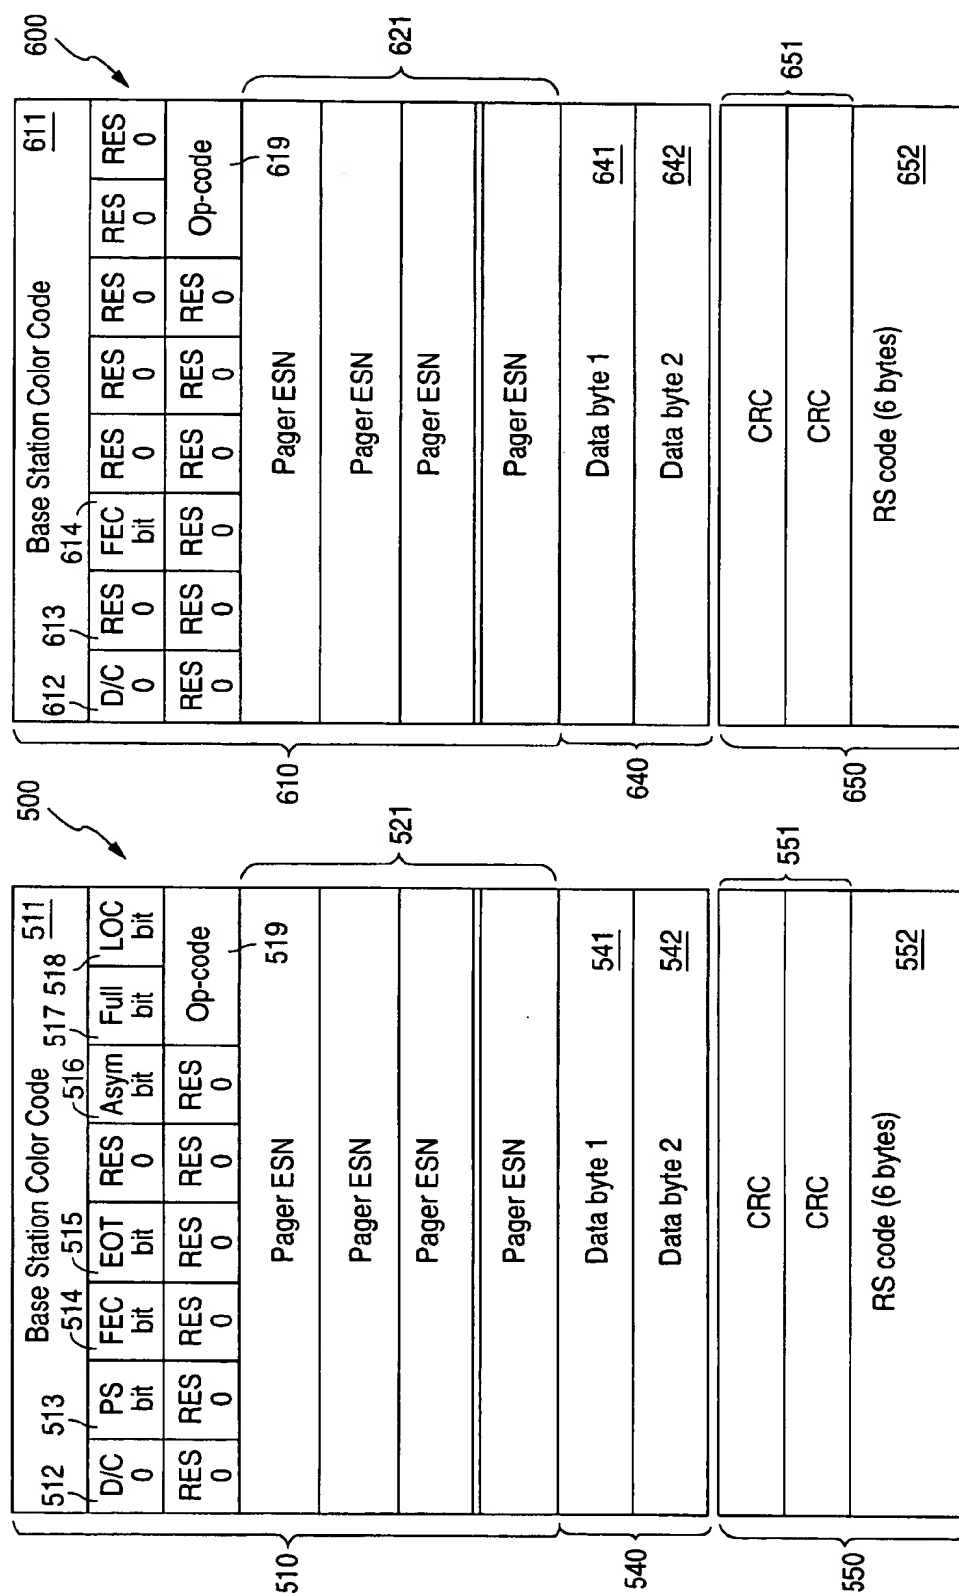 500
Base Station Color Code 511
512 513 514 515 516 517 518
D/C 0 PS bit FEC bit EOT bit RES 0 Asym bit Full bit LOC bit
RES 0 RES 0 RES 0 RES 0 RES 0 RES 0 Op-code
519
Pager ESN
Pager ESN
Pager ESN
Pager ESN
521
510
Data byte 1 541
Data byte 2 542
540
CRC
CRC
551
RS code (6 bytes) 552
550
600
Base Station Color Code 611
612 613 614
D/C 0 RES 0 FEC bit RES 0 RES 0 RES 0 RES 0 RES 0
RES 0 RES 0 RES 0 RES 0 RES 0 RES 0 Op-code
619
Pager ESN
Pager ESN
Pager ESN
Pager ESN
621
610
Data byte 1 641
Data byte 2 642
640
CRC
CRC
651
RS code (6 bytes) 652
650